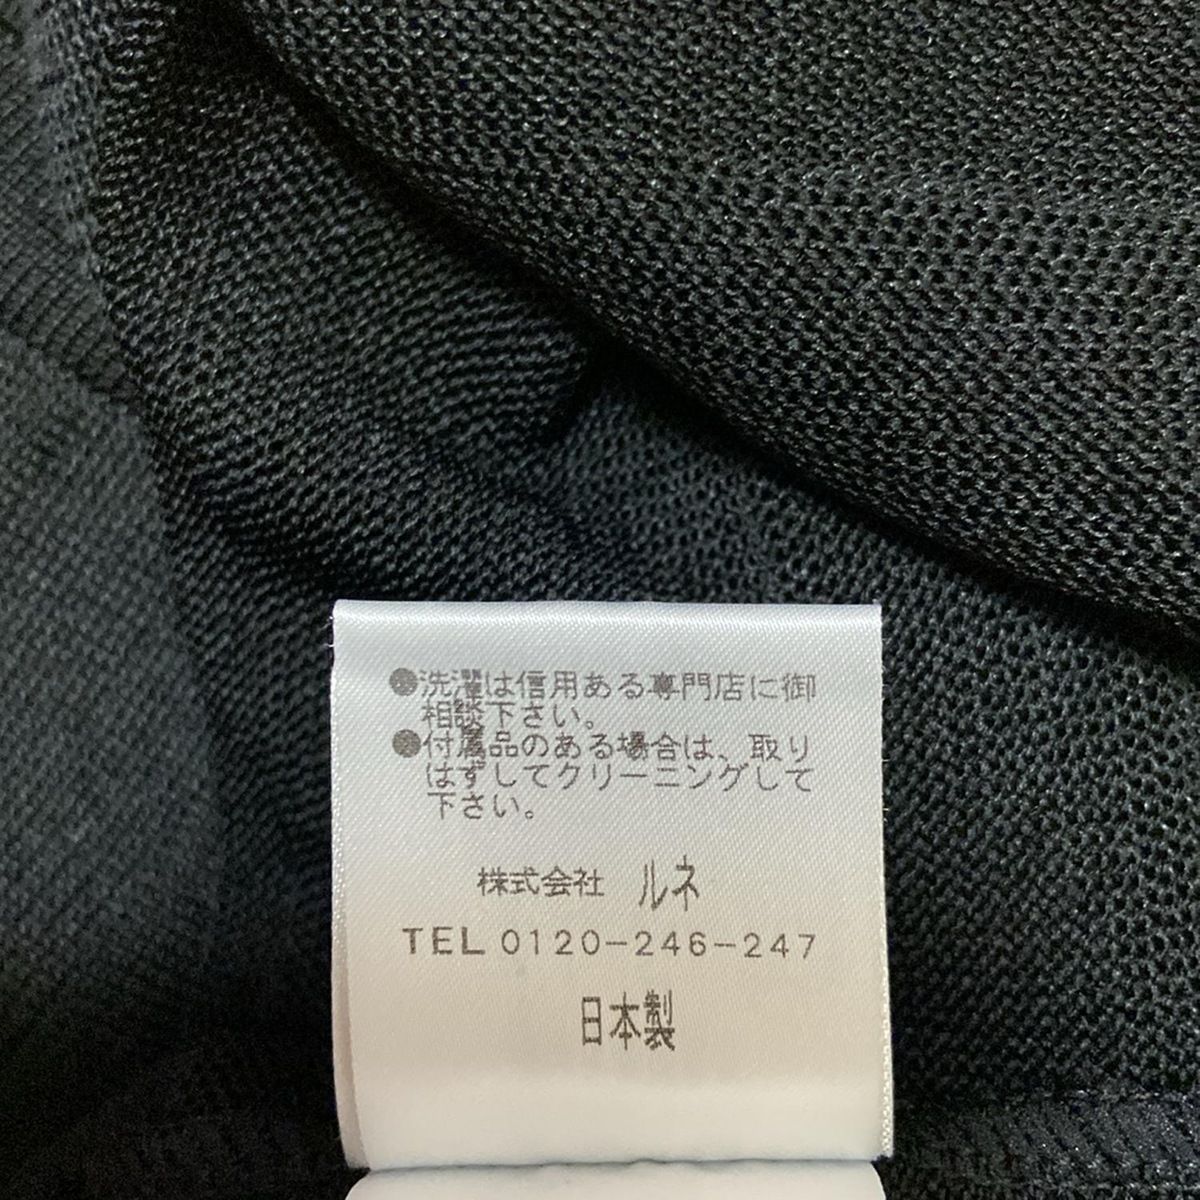 ●洗濯は信用ある専門店に御
相談下さい。
●付属品のある場合は、取り
はずしてクリーニングして
下さい。
株式会社 ルネ
TEL 0120-246-247
日本製